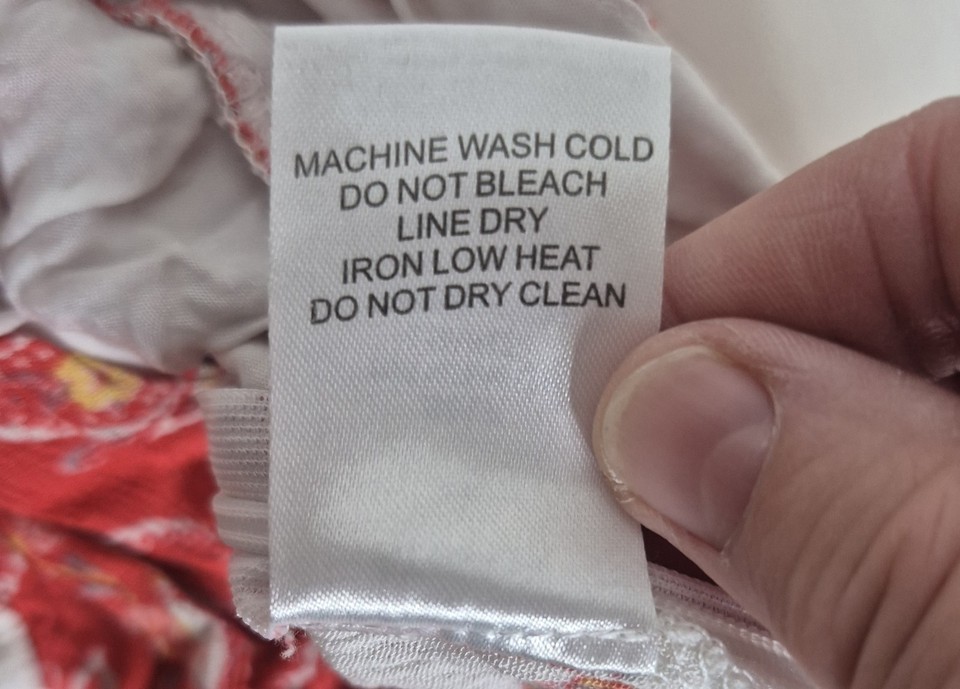 MACHINE WASH COLD
DO NOT BLEACH
LINE DRY
IRON LOW HEAT
DO NOT DRY CLEAN